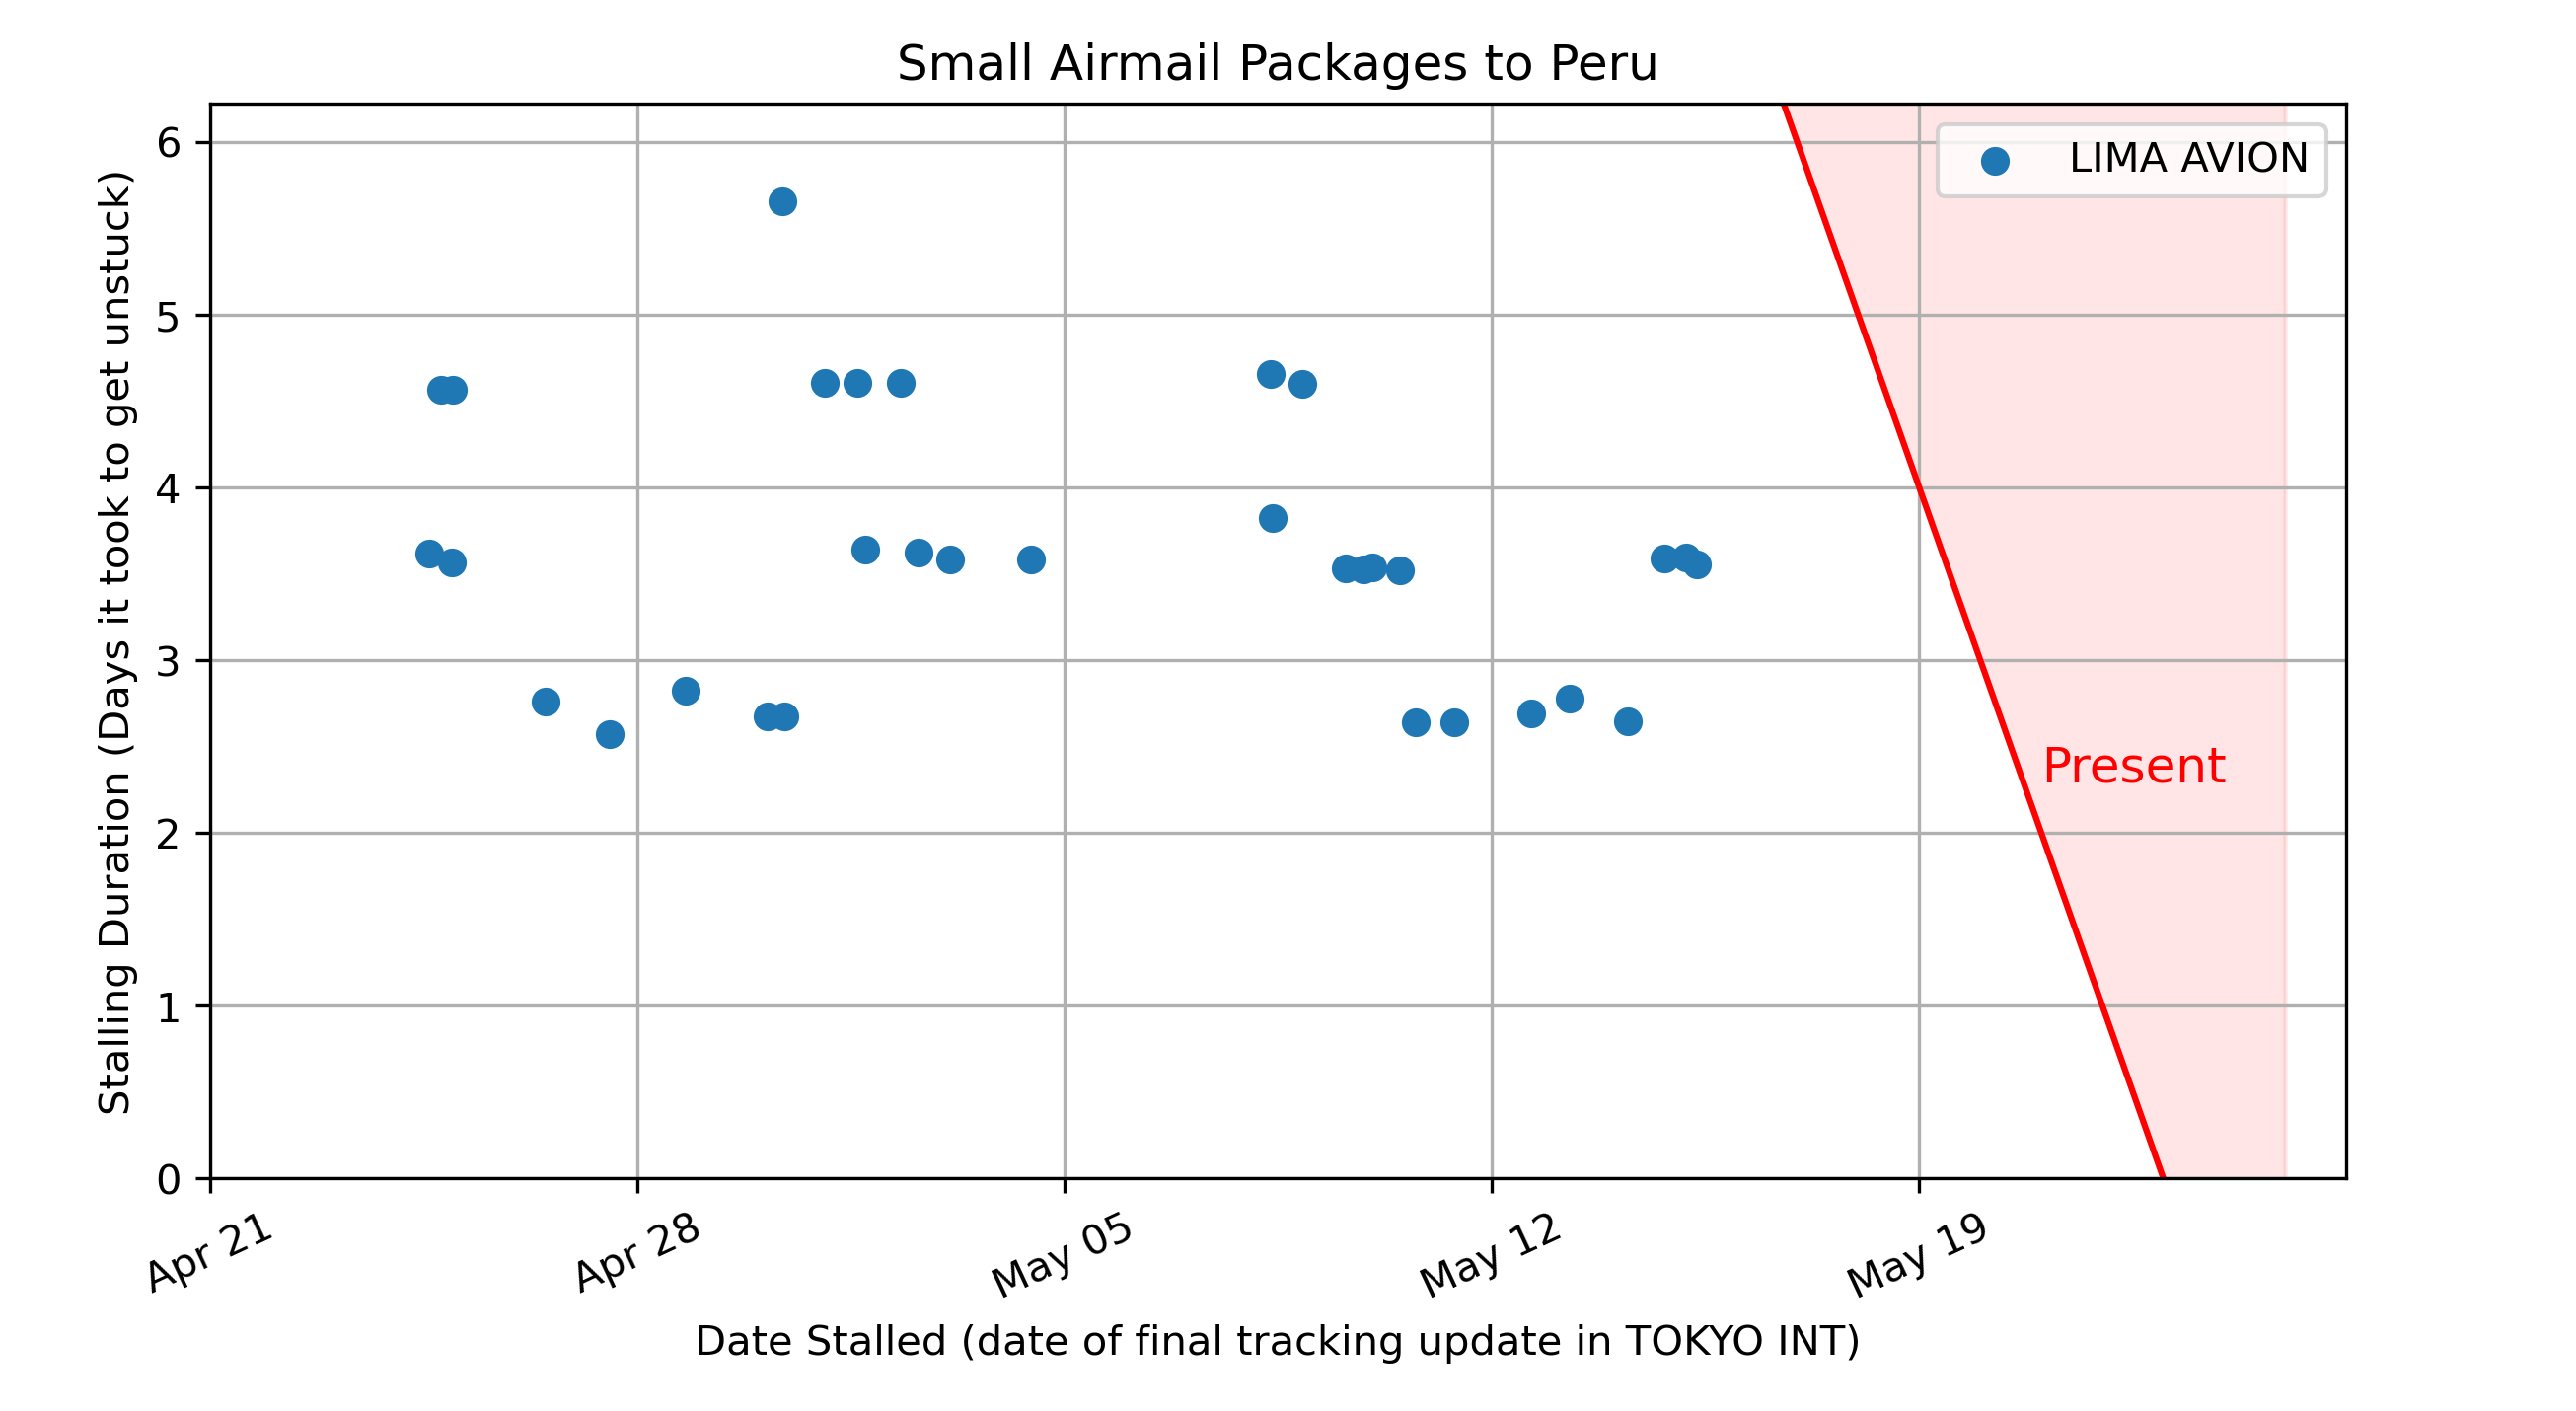 Small Airmail Packages to Peru
Stalling Duration (Days it took to get unstuck)
6
5
4
3
2
1
0
LIMA AVION
Present
Apr 21
Apr 28
May 05
May 12
May 19
Date Stalled (date of final tracking update in TOKYO INT)